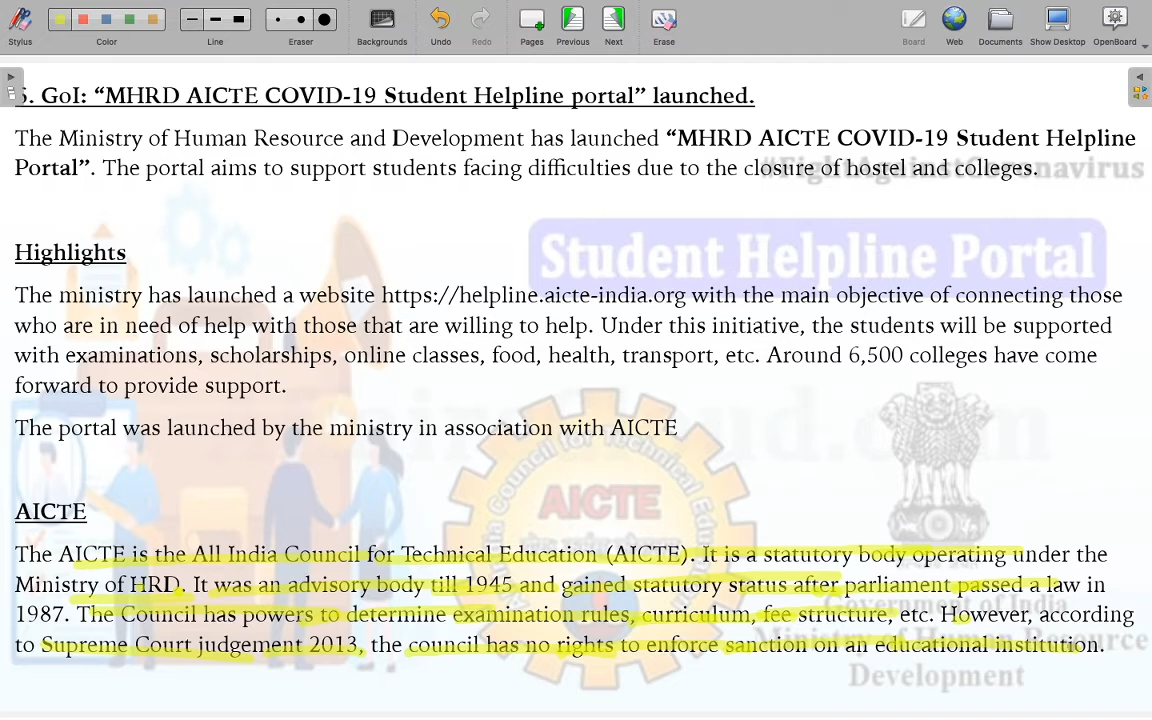 Stylus
Color
Line
Eraser
Backgrounds
Undo
Redo
Pages
Previous
Next
Erase
Board
Web
Documents
Show Desktop
OpenBoard
5. GoI: “MHRD AICTE COVID-19 Student Helpline portal” launched.
The Ministry of Human Resource and Development has launched “MHRD AICTE COVID-19 Student Helpline
Portal”. The portal aims to support students facing difficulties due to the closure of hostel and colleges.
#FightAgainstCoronavirus
Student Helpline Portal
Highlights
The ministry has launched a website https://helpline.aicte-india.org with the main objective of connecting those
who are in need of help with those that are willing to help. Under this initiative, the students will be supported
with examinations, scholarships, online classes, food, health, transport, etc. Around 6,500 colleges have come
forward to provide support.
The portal was launched by the ministry in association with AICTE
AICTE
AICTE
The AICTE is the All India Council for Technical Education (AICTE). It is a statutory body operating under the
Ministry of HRD. It was an advisory body till 1945 and gained statutory status after parliament passed a law in
1987. The Council has powers to determine examination rules, curriculum, fee structure, etc. However, according
to Supreme Court judgement 2013, the council has no rights to enforce sanction on an educational institution.
Government of India
Ministry of Human Resource
Development